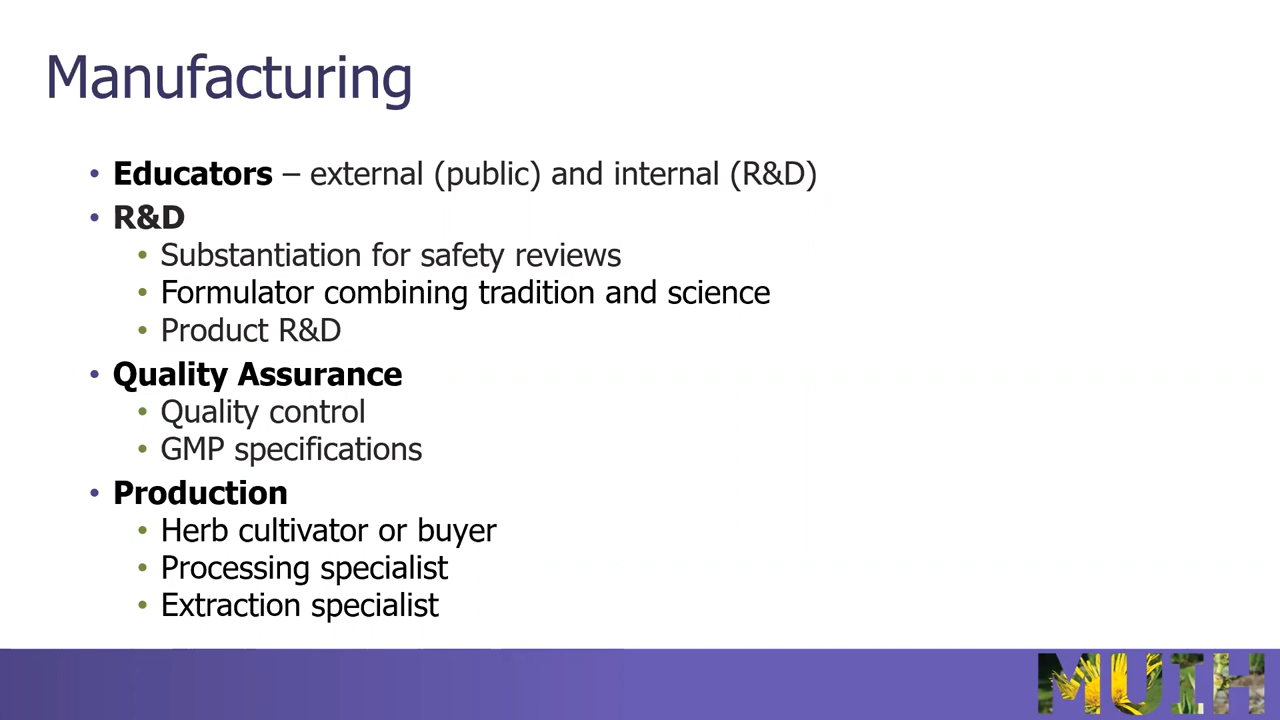 Manufacturing
• Educators – external (public) and internal (R&D)
• R&D
• Substantiation for safety reviews
• Formulator combining tradition and science
• Product R&D
• Quality Assurance
• Quality control
• GMP specifications
• Production
• Herb cultivator or buyer
• Processing specialist
• Extraction specialist
MUIH